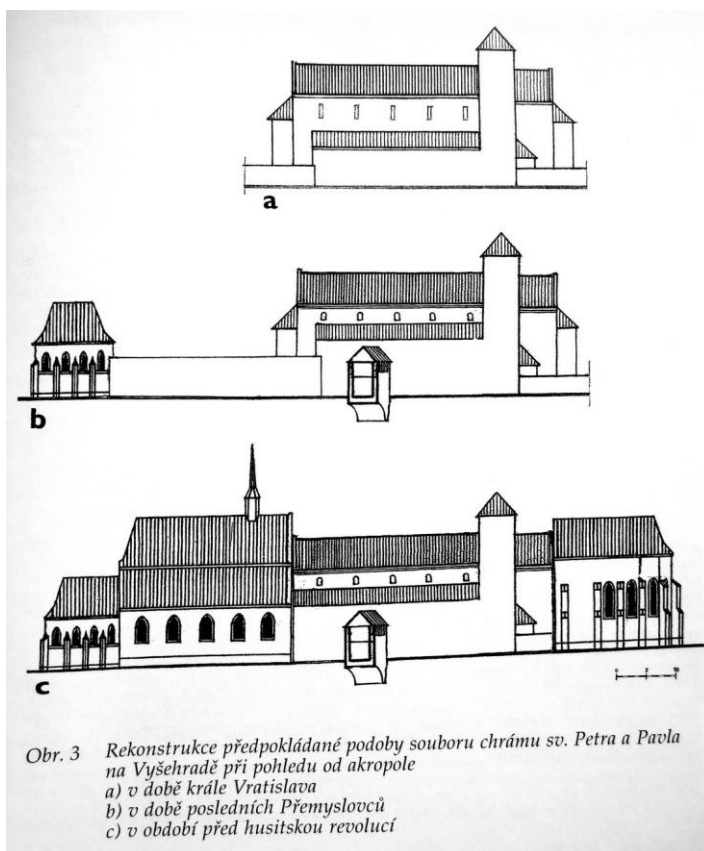 a
b
c
Obr. 3 Rekonstrukce předpokládané podoby souboru chrámu sv. Petra a Pavla
na Vyšehradě při pohledu od akropole
a) v době krále Vratislava
b) v době posledních Přemyslovců
c) v období před husitskou revolucí